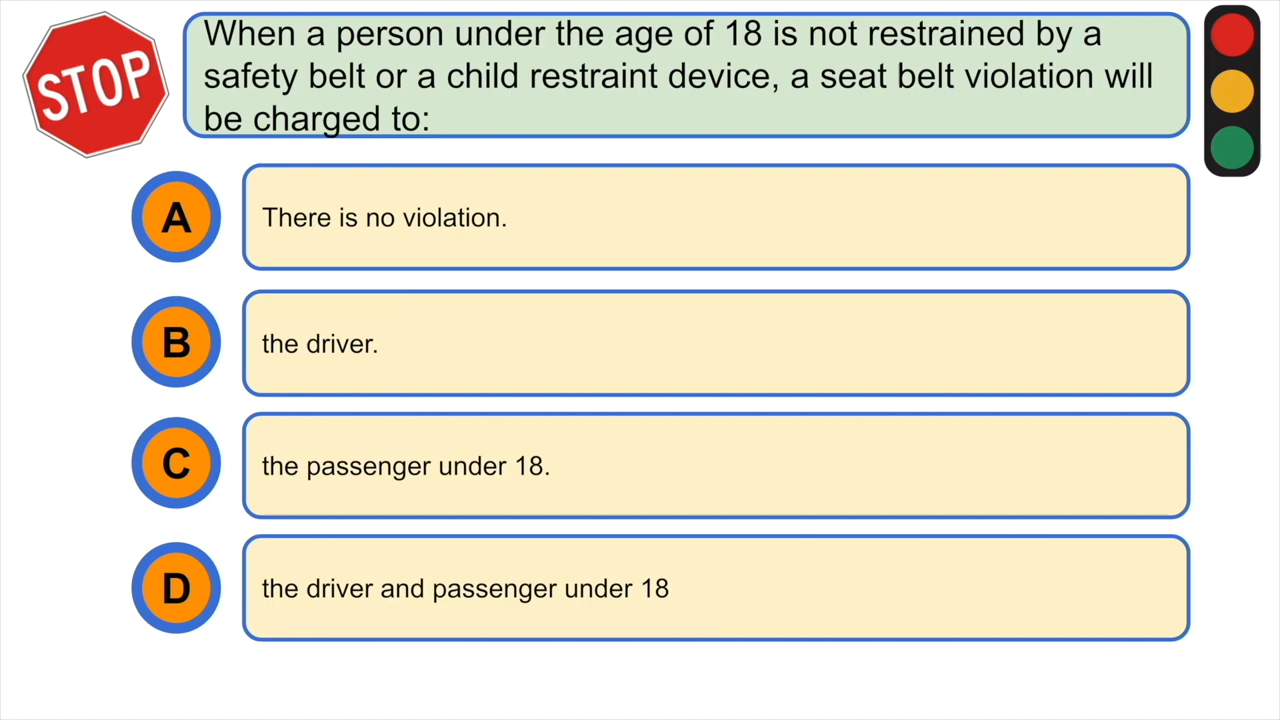 STOP
When a person under the age of 18 is not restrained by a
safety belt or a child restraint device, a seat belt violation will
be charged to:
A
There is no violation.
B
the driver.
C
the passenger under 18.
D
the driver and passenger under 18